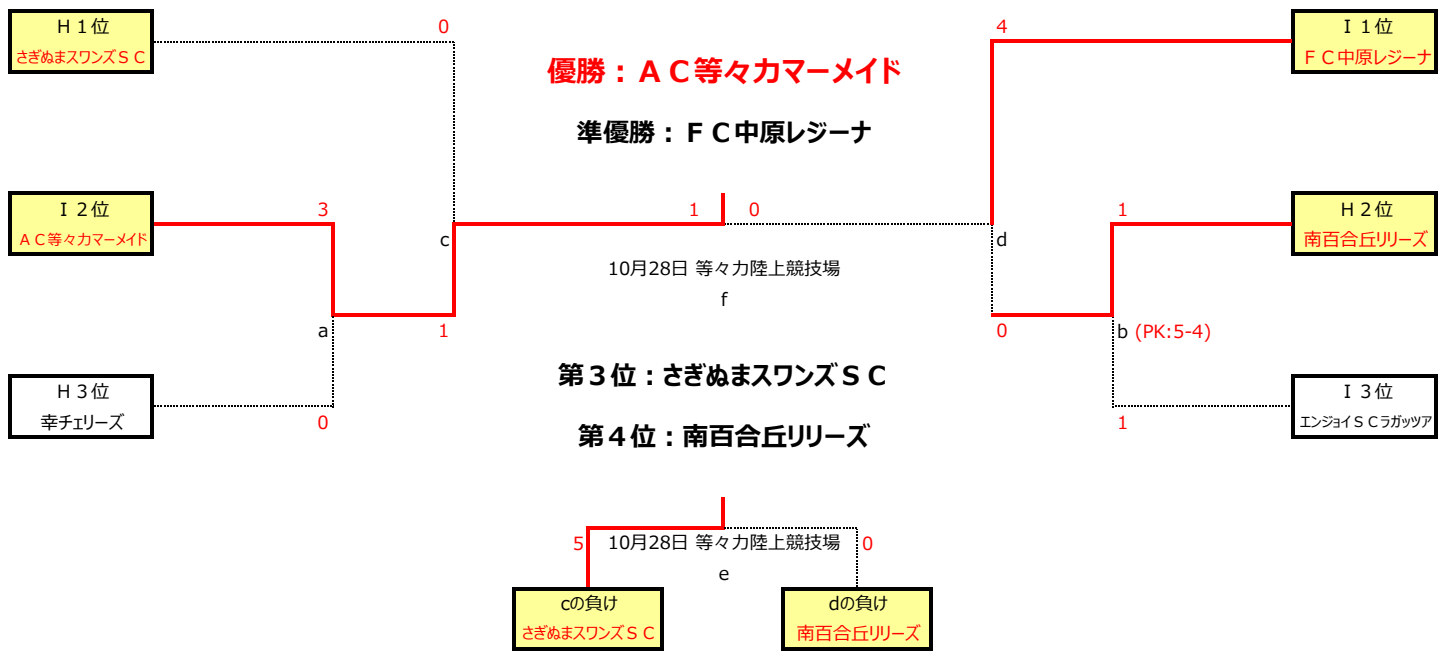 H1位
さぎぬまスワンズSC
0
4
I1位
FC中原レジーナ
優勝：AC等々力マーメイド
準優勝：FC中原レジーナ
I2位
AC等々力マーメイド
3
1
0
1
H2位
南百合丘リリーズ
c
d
10月28日 等々力陸上競技場
f
a
1
0
b (PK:5-4)
第３位：さぎぬまスワンズSC
H3位
幸チェリーズ
0
1
I3位
エンジョイSCラガッツア
第４位：南百合丘リリーズ
5
10月28日 等々力陸上競技場
0
e
cの負け
さぎぬまスワンズSC
dの負け
南百合丘リリーズ